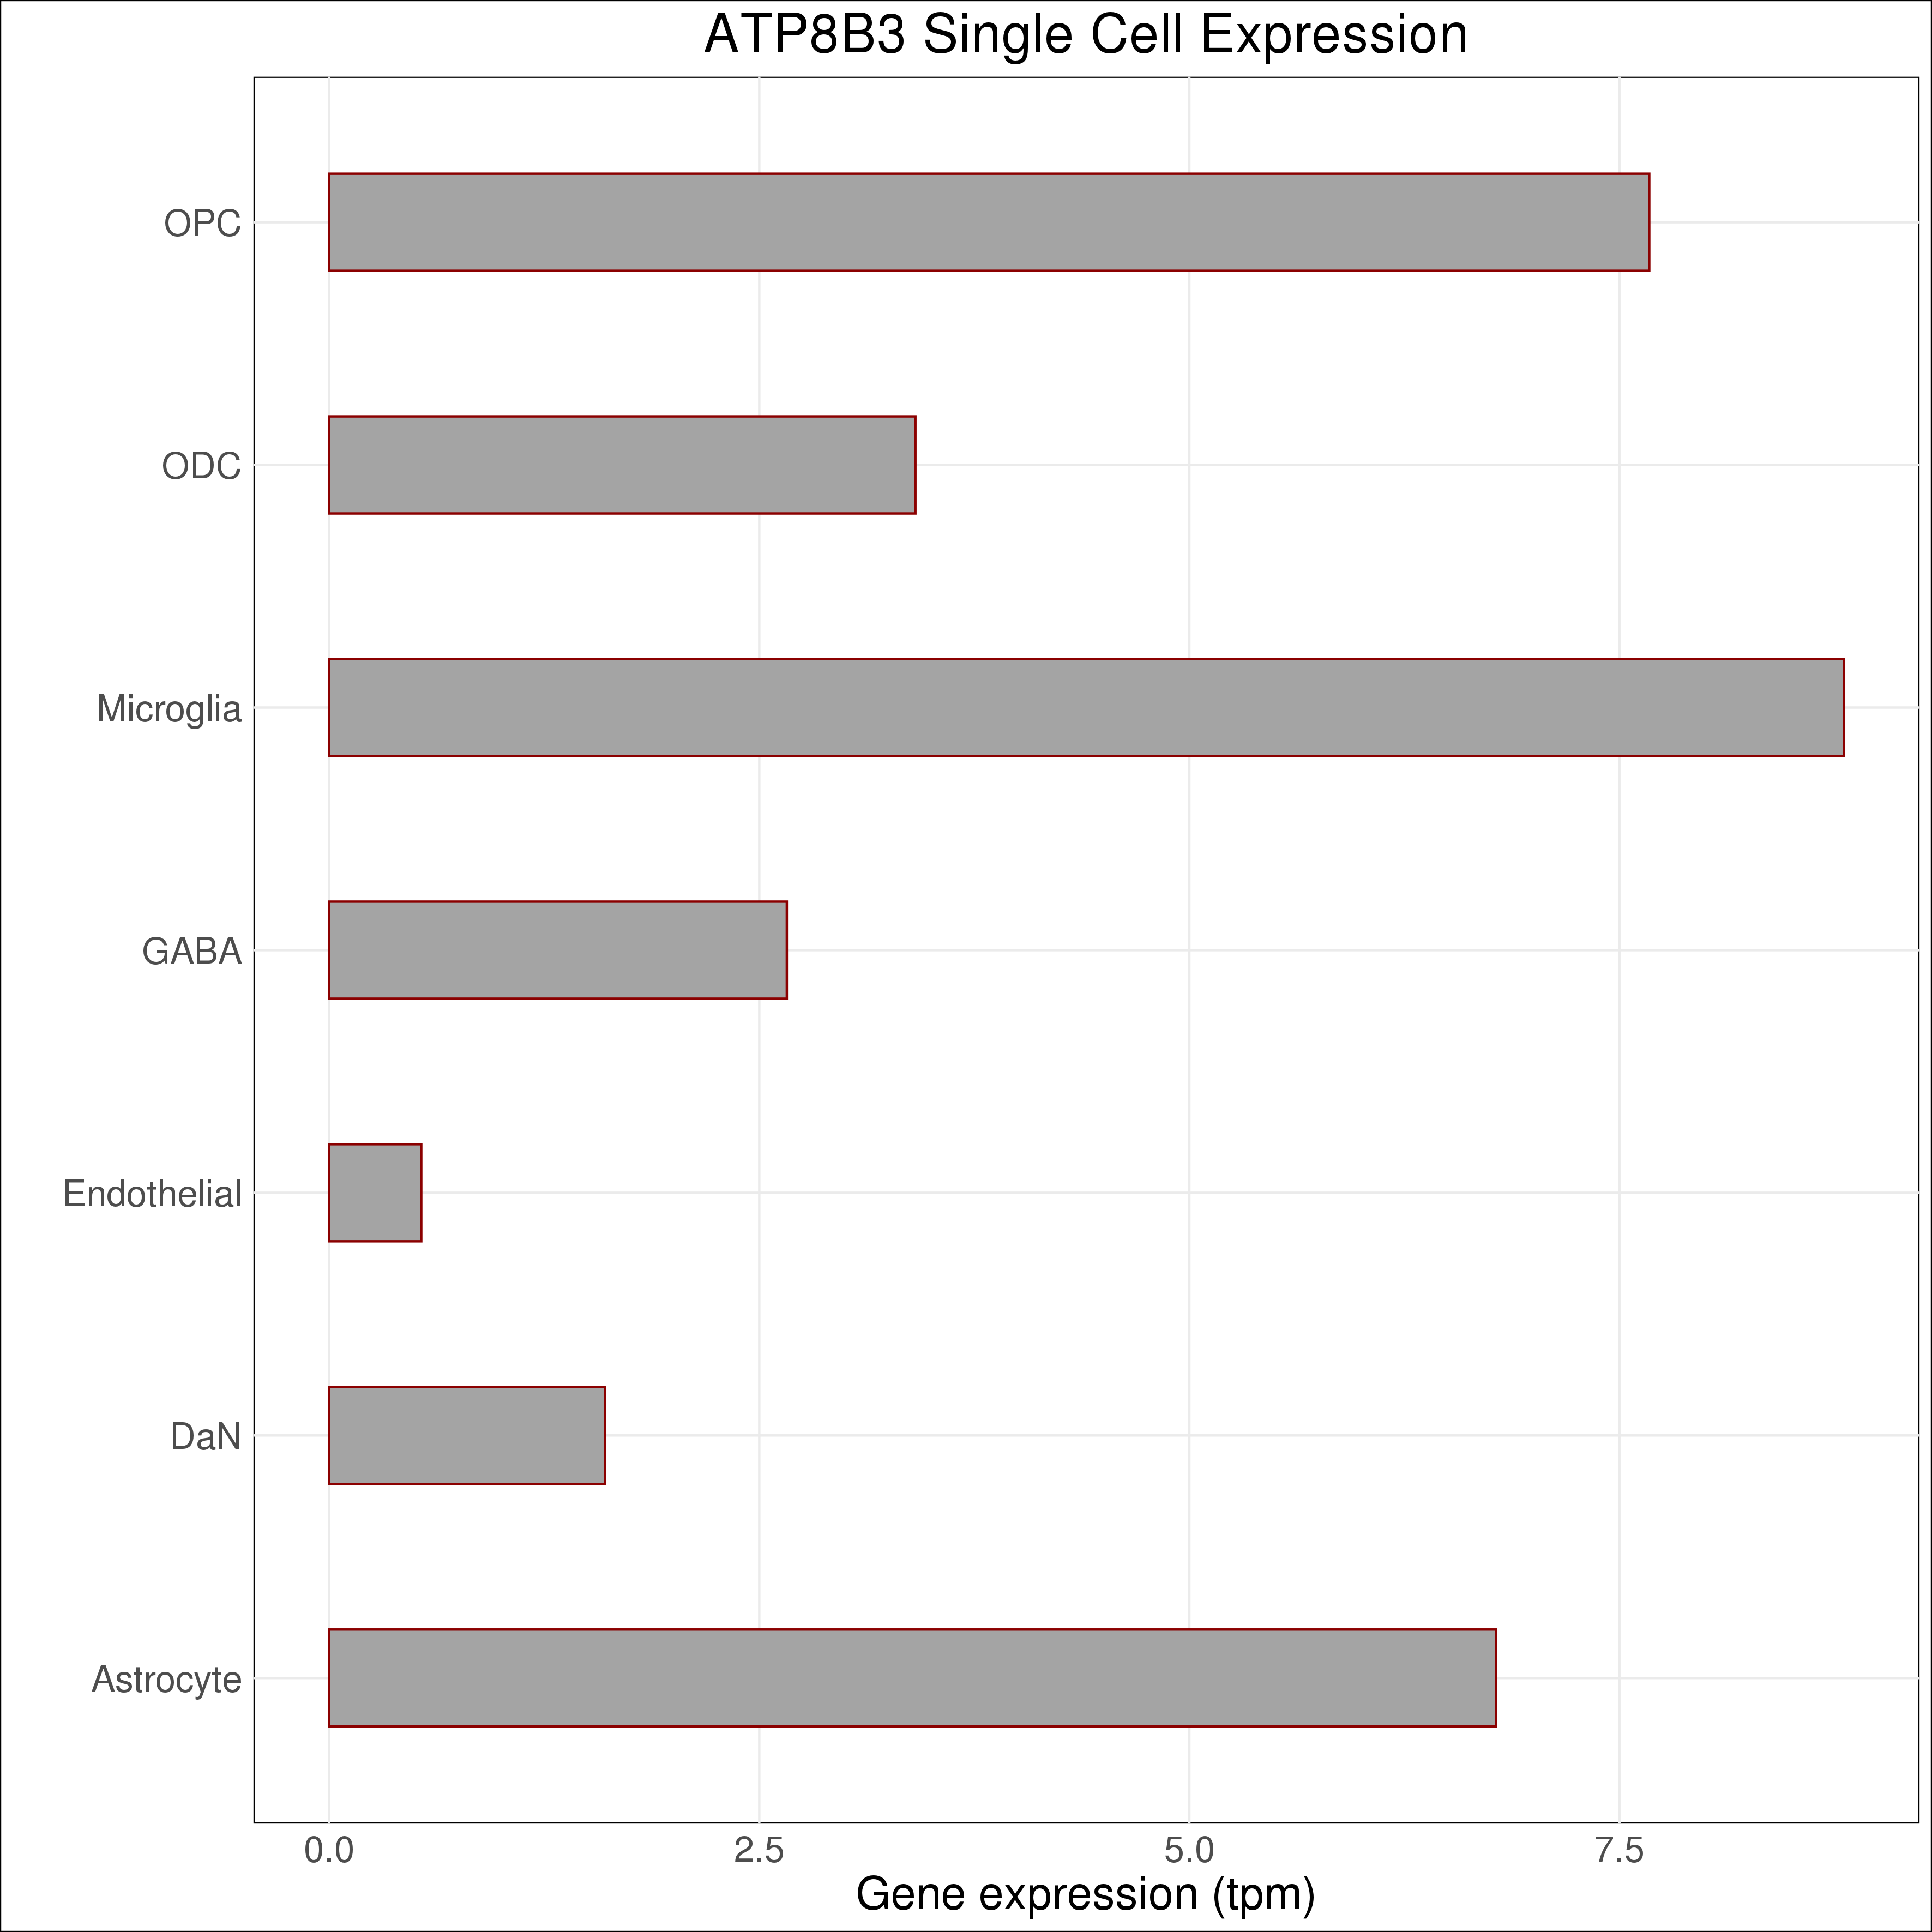 ATP8B3 Single Cell Expression
OPC
ODC
Microglia
GABA
Endothelial
DaN
Astrocyte
0.0 2.5 5.0 7.5
Gene expression (tpm)